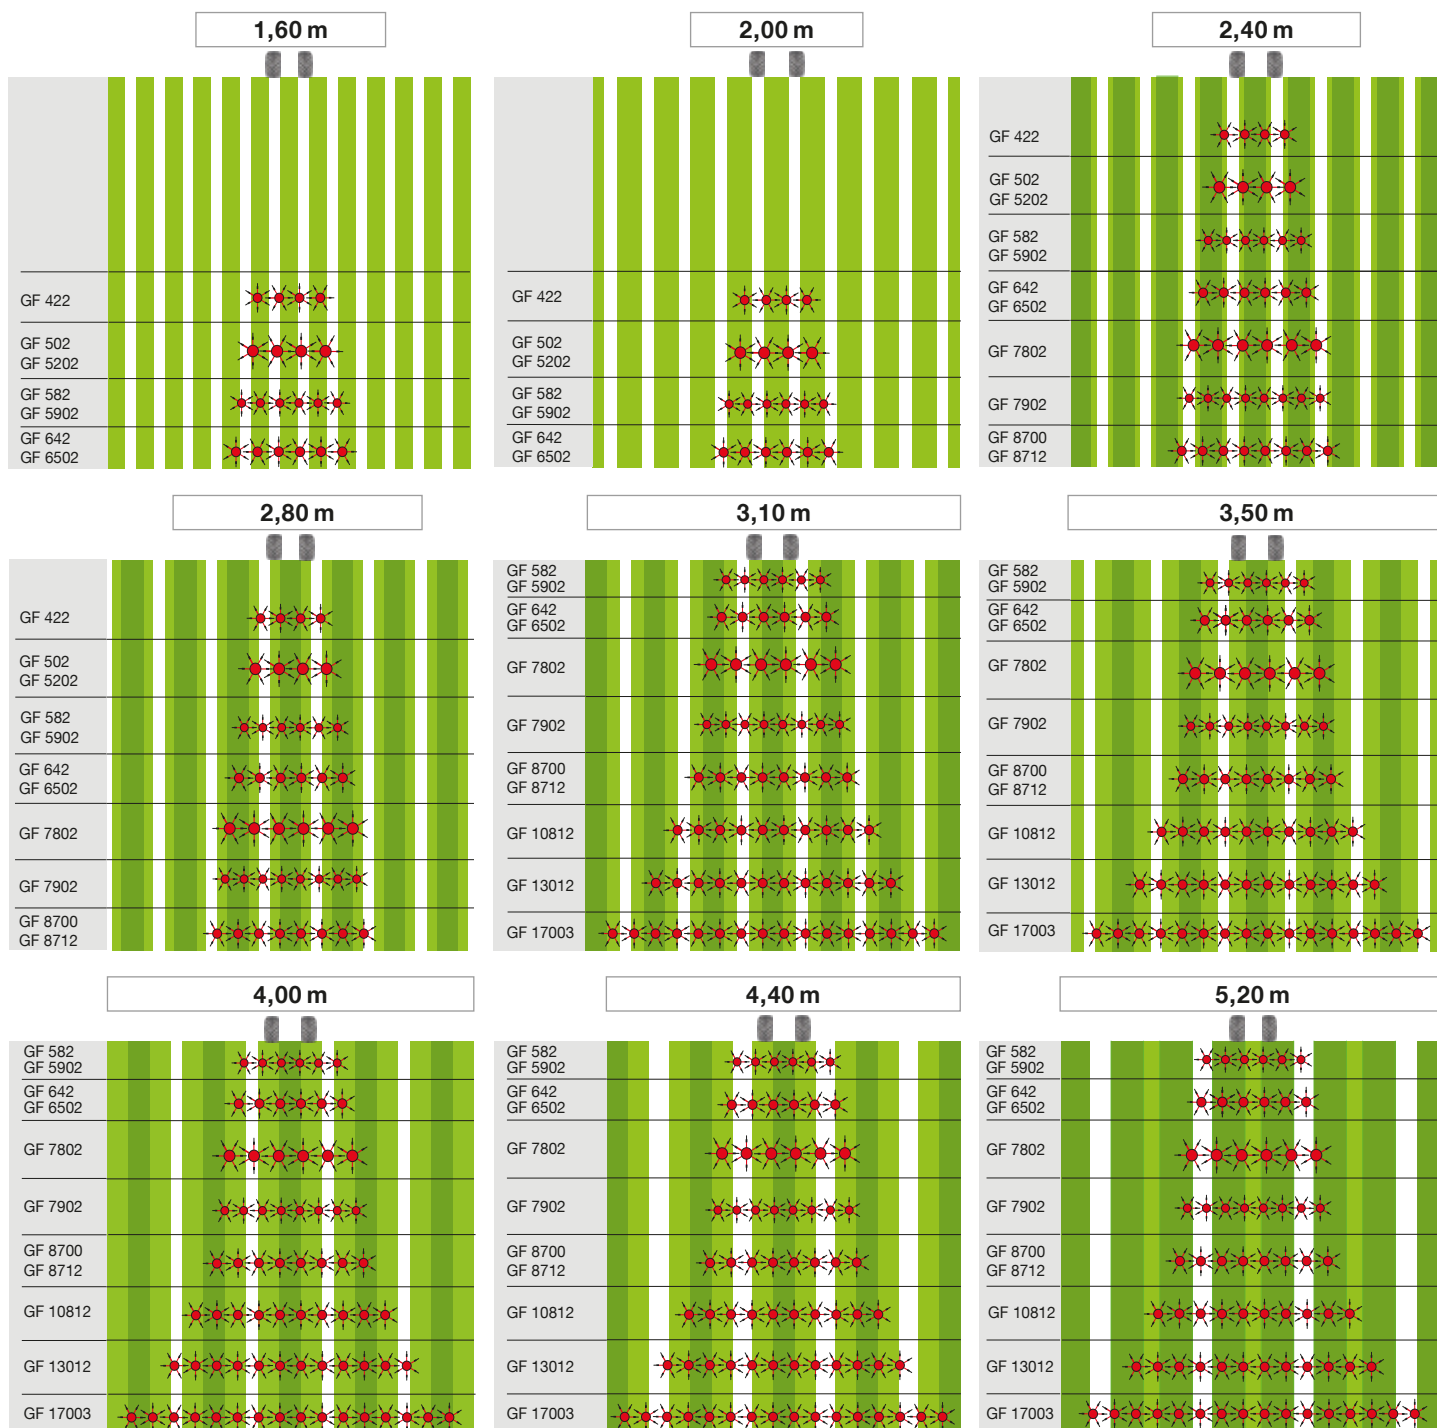 1,60 m
GF 422
GF 502
GF 5202
GF 582
GF 5902
GF 642
GF 6502
2,00 m
GF 422
GF 502
GF 5202
GF 582
GF 5902
GF 642
GF 6502
2,40 m
GF 422
GF 502
GF 5202
GF 582
GF 5902
GF 642
GF 6502
GF 7802
GF 7902
GF 8700
GF 8712
2,80 m
GF 422
GF 502
GF 5202
GF 582
GF 5902
GF 642
GF 6502
GF 7802
GF 7902
GF 8700
GF 8712
3,10 m
GF 582
GF 5902
GF 642
GF 6502
GF 7802
GF 7902
GF 8700
GF 8712
GF 10812
GF 13012
GF 17003
3,50 m
GF 582
GF 5902
GF 642
GF 6502
GF 7802
GF 7902
GF 8700
GF 8712
GF 10812
GF 13012
GF 17003
4,00 m
GF 582
GF 5902
GF 642
GF 6502
GF 7802
GF 7902
GF 8700
GF 8712
GF 10812
GF 13012
GF 17003
4,40 m
GF 582
GF 5902
GF 642
GF 6502
GF 7802
GF 7902
GF 8700
GF 8712
GF 10812
GF 13012
GF 17003
5,20 m
GF 582
GF 5902
GF 642
GF 6502
GF 7802
GF 7902
GF 8700
GF 8712
GF 10812
GF 13012
GF 17003